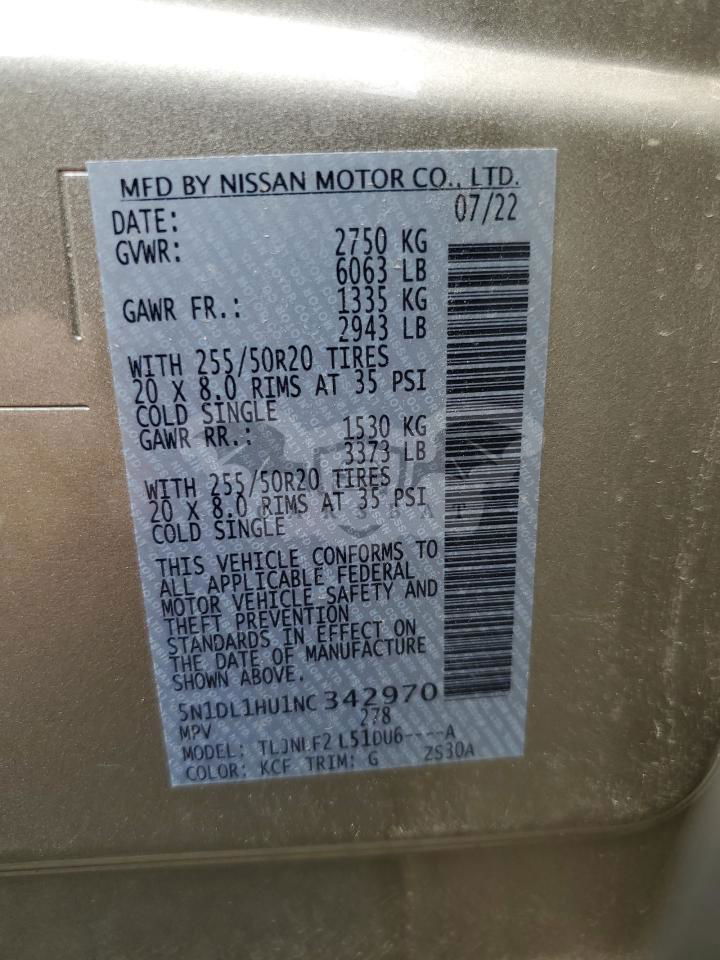 MFD BY NISSAN MOTOR CO., LTD.
DATE: 07/22
GVWR: 2750 KG
6063 LB
GAWR FR.: 1335 KG
2943 LB
WITH 255/50R20 TIRES
20 X 8.0 RIMS AT 35 PSI
COLD SINGLE
GAWR RR.: 1530 KG
3373 LB
WITH 255/50R20 TIRES
20 X 8.0 RIMS AT 35 PSI
COLD SINGLE
THIS VEHICLE CONFORMS TO
ALL APPLICABLE FEDERAL
MOTOR VEHICLE SAFETY AND
THEFT PREVENTION
STANDARDS IN EFFECT ON
THE DATE OF MANUFACTURE
SHOWN ABOVE.
5N1DL1HU1NC342970
MPV 278
MODEL: L51DU6----A
COLOR: KCF TRIM: G 2S30A